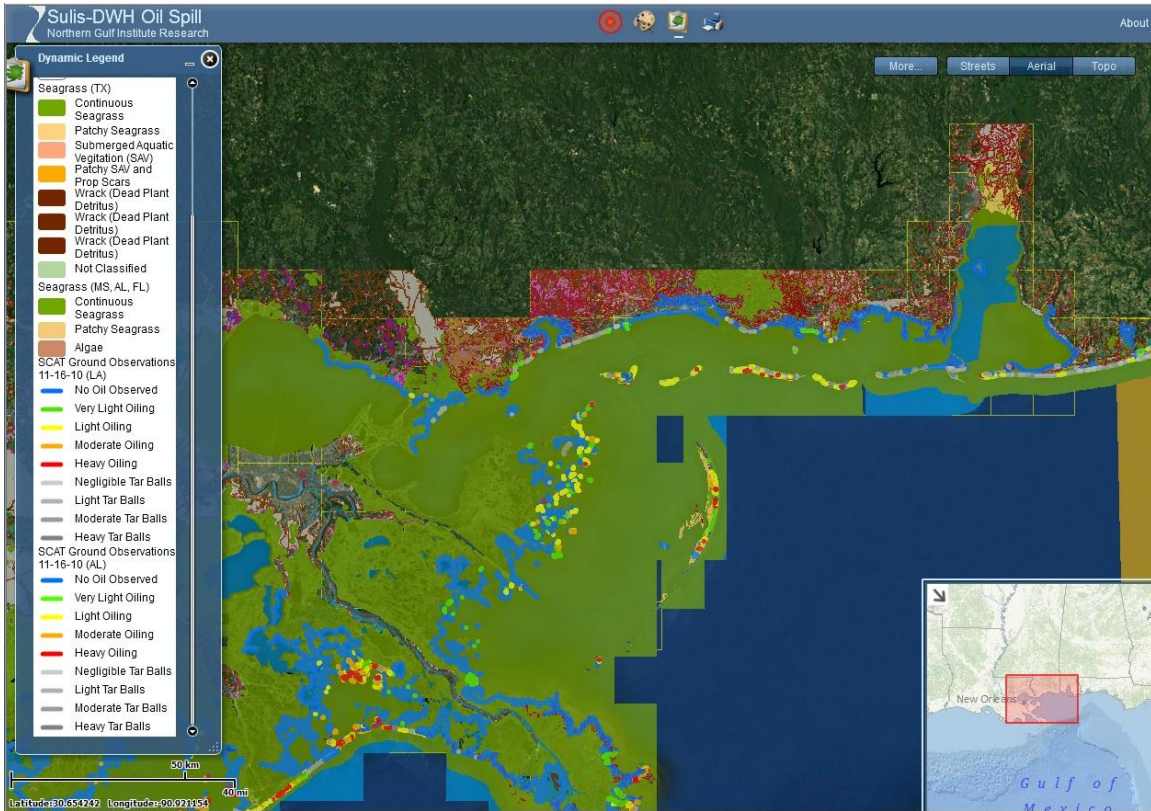 Sulis-DWH Oil Spill
Northern Gulf Institute Research
About
Dynamic Legend
More...
Streets
Aerial
Topo
Seagrass (TX)
Continuous
Seagrass
Patchy Seagrass
Submerged Aquatic
Vegitation (SAV)
Patchy SAV and
Prop Scars
Wrack (Dead Plant
Detritus)
Wrack (Dead Plant
Detritus)
Wrack (Dead Plant
Detritus)
Not Classified
Seagrass (MS, AL, FL)
Continuous
Seagrass
Patchy Seagrass
Algae
SCAT Ground Observations
11-16-10 (LA)
No Oil Observed
Very Light Oiling
Light Oiling
Moderate Oiling
Heavy Oiling
Negligible Tar Balls
Light Tar Balls
Moderate Tar Balls
Heavy Tar Balls
SCAT Ground Observations
11-16-10 (AL)
No Oil Observed
Very Light Oiling
Light Oiling
Moderate Oiling
Heavy Oiling
Negligible Tar Balls
Light Tar Balls
Moderate Tar Balls
Heavy Tar Balls
50 km
40 mi
Latitude:30.654242 Longitude:-90.921154
New Orleans
Gulf of
Mexico